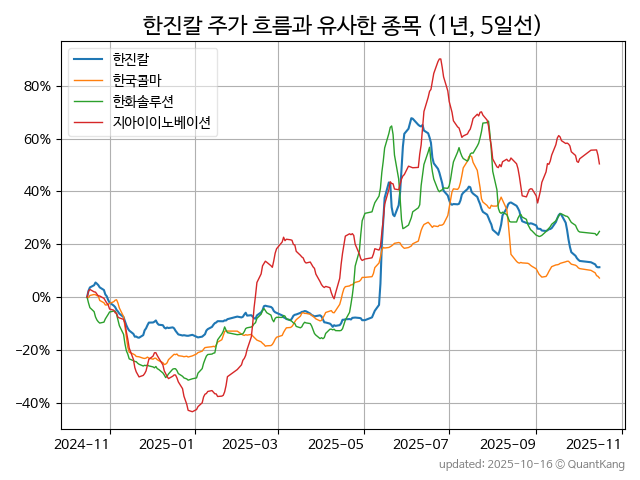 한진칼 주가 흐름과 유사한 종목 (1년, 5일선)
한진칼
한국콜마
한화솔루션
지아이이노베이션
80%
60%
40%
20%
0%
−20%
−40%
2024-11
2025-01
2025-03
2025-05
2025-07
2025-09
2025-11
updated: 2025-10-16 © QuantKang